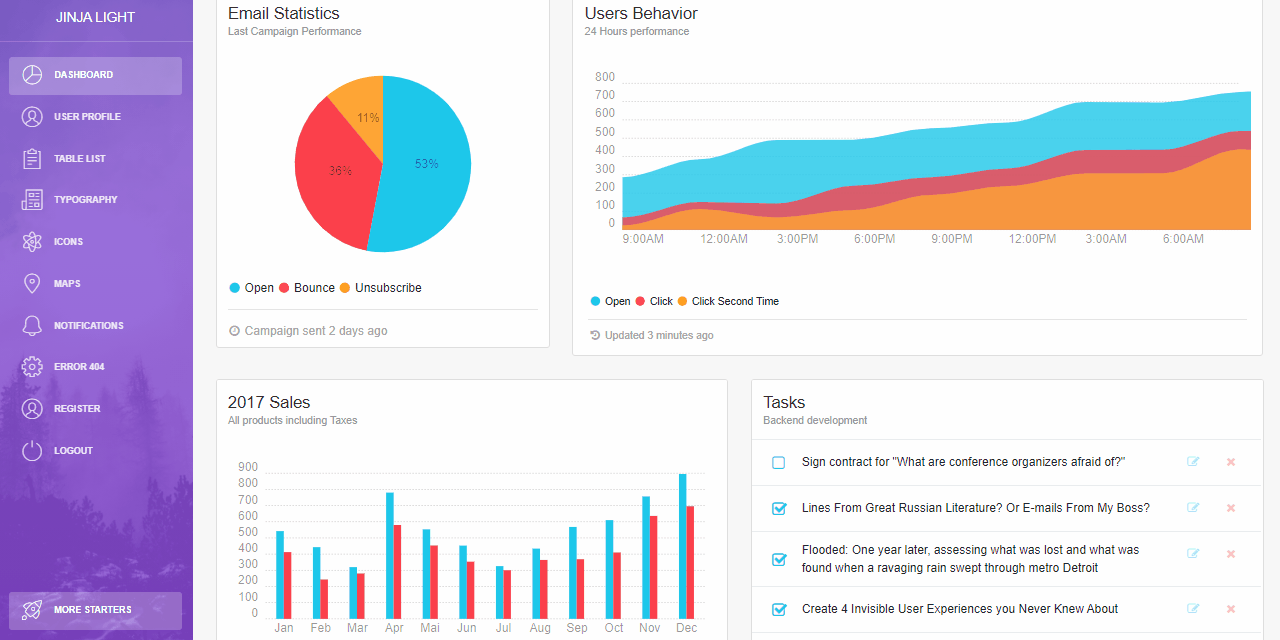 JINJA LIGHT
DASHBOARD
USER PROFILE
TABLE LIST
TYPOGRAPHY
ICONS
MAPS
NOTIFICATIONS
ERROR 404
REGISTER
LOGOUT
MORE STARTERS
Email Statistics
Last Campaign Performance
11%
36%
53%
Open Bounce Unsubscribe
Campaign sent 2 days ago
Users Behavior
24 Hours performance
800
700
600
500
400
300
200
100
0
9:00AM 12:00AM 3:00PM 6:00PM 9:00PM 12:00PM 3:00AM 6:00AM
Open Click Click Second Time
Updated 3 minutes ago
2017 Sales
All products including Taxes
900
800
700
600
500
400
300
200
100
0
Jan Feb Mar Apr Mai Jun Jul Aug Sep Oct Nov Dec
Tasks
Backend development
Sign contract for "What are conference organizers afraid of?"
Lines From Great Russian Literature? Or E-mails From My Boss?
Flooded: One year later, assessing what was lost and what was
found when a ravaging rain swept through metro Detroit
Create 4 Invisible User Experiences you Never Knew About